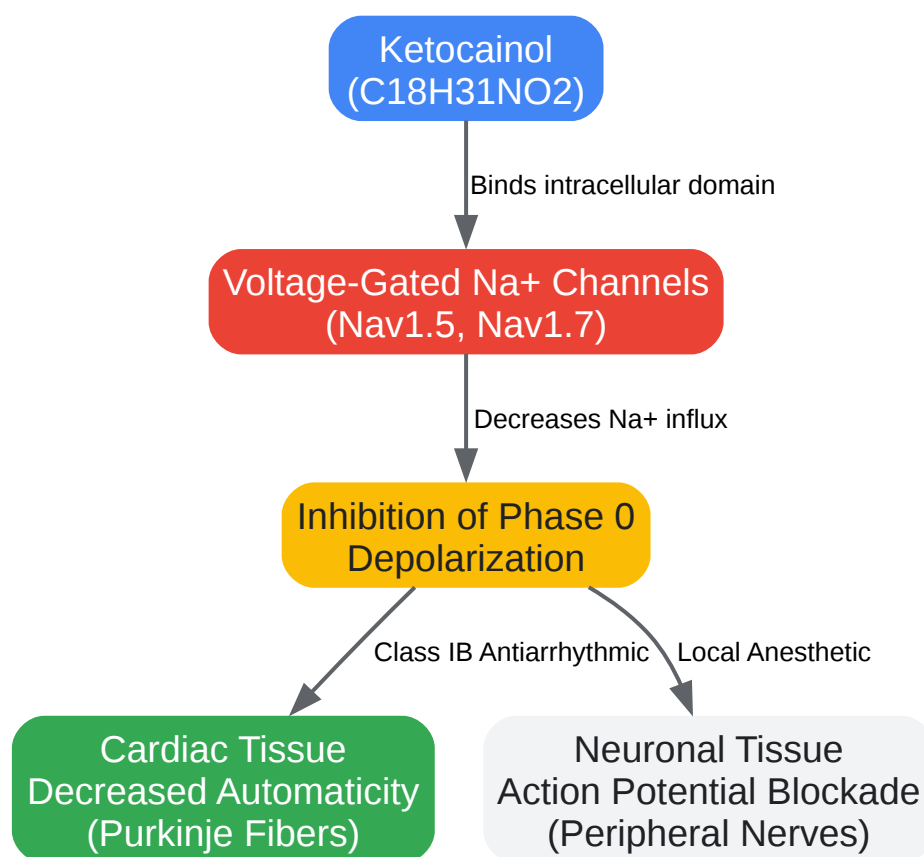 Ketocainol
(C18H31NO2)
Binds intracellular domain
Voltage-Gated Na+ Channels
(Nav1.5, Nav1.7)
Decreases Na+ influx
Inhibition of Phase 0
Depolarization
Class IB Antiarrhythmic
Local Anesthetic
Cardiac Tissue
Decreased Automaticity
(Purkinje Fibers)
Neuronal Tissue
Action Potential Blockade
(Peripheral Nerves)